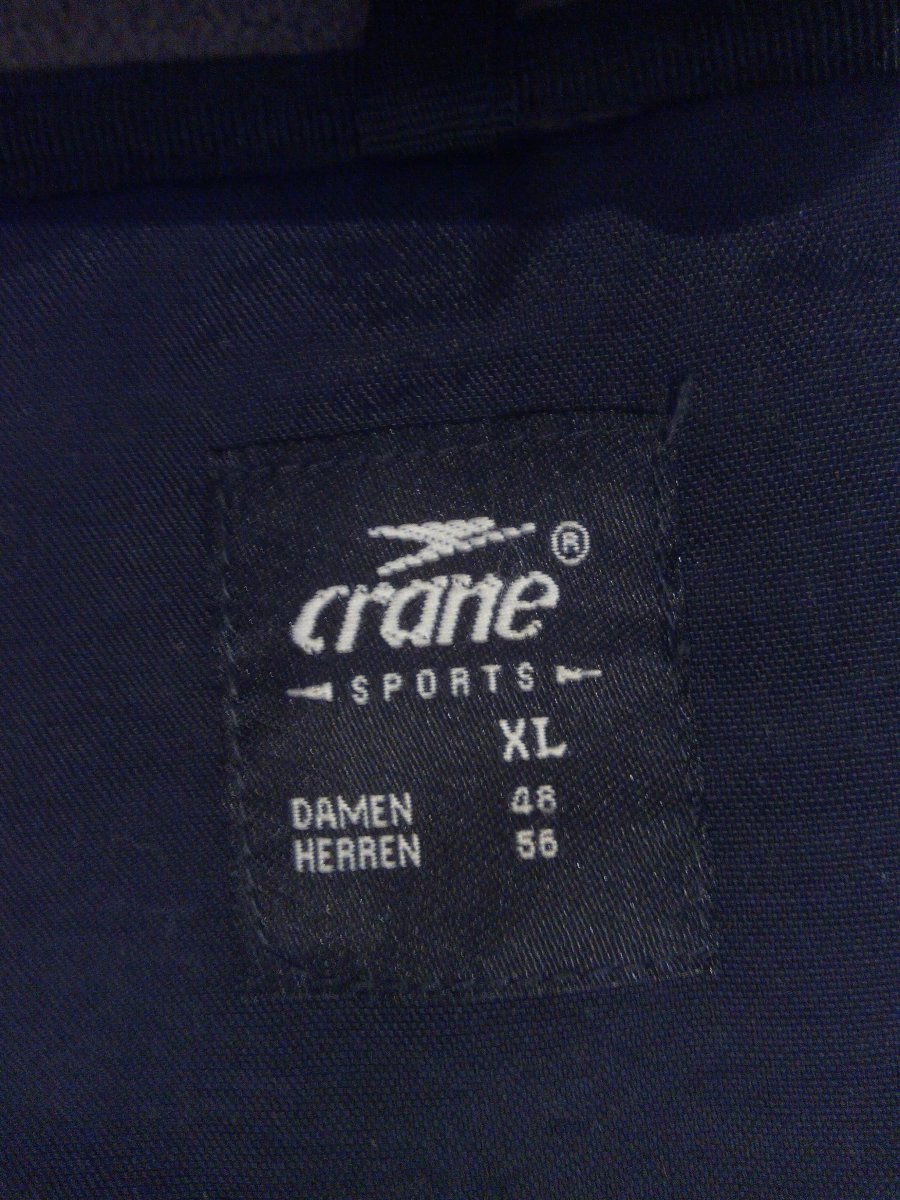 crane®
SPORTS
XL
DAMEN 48
HERREN 56